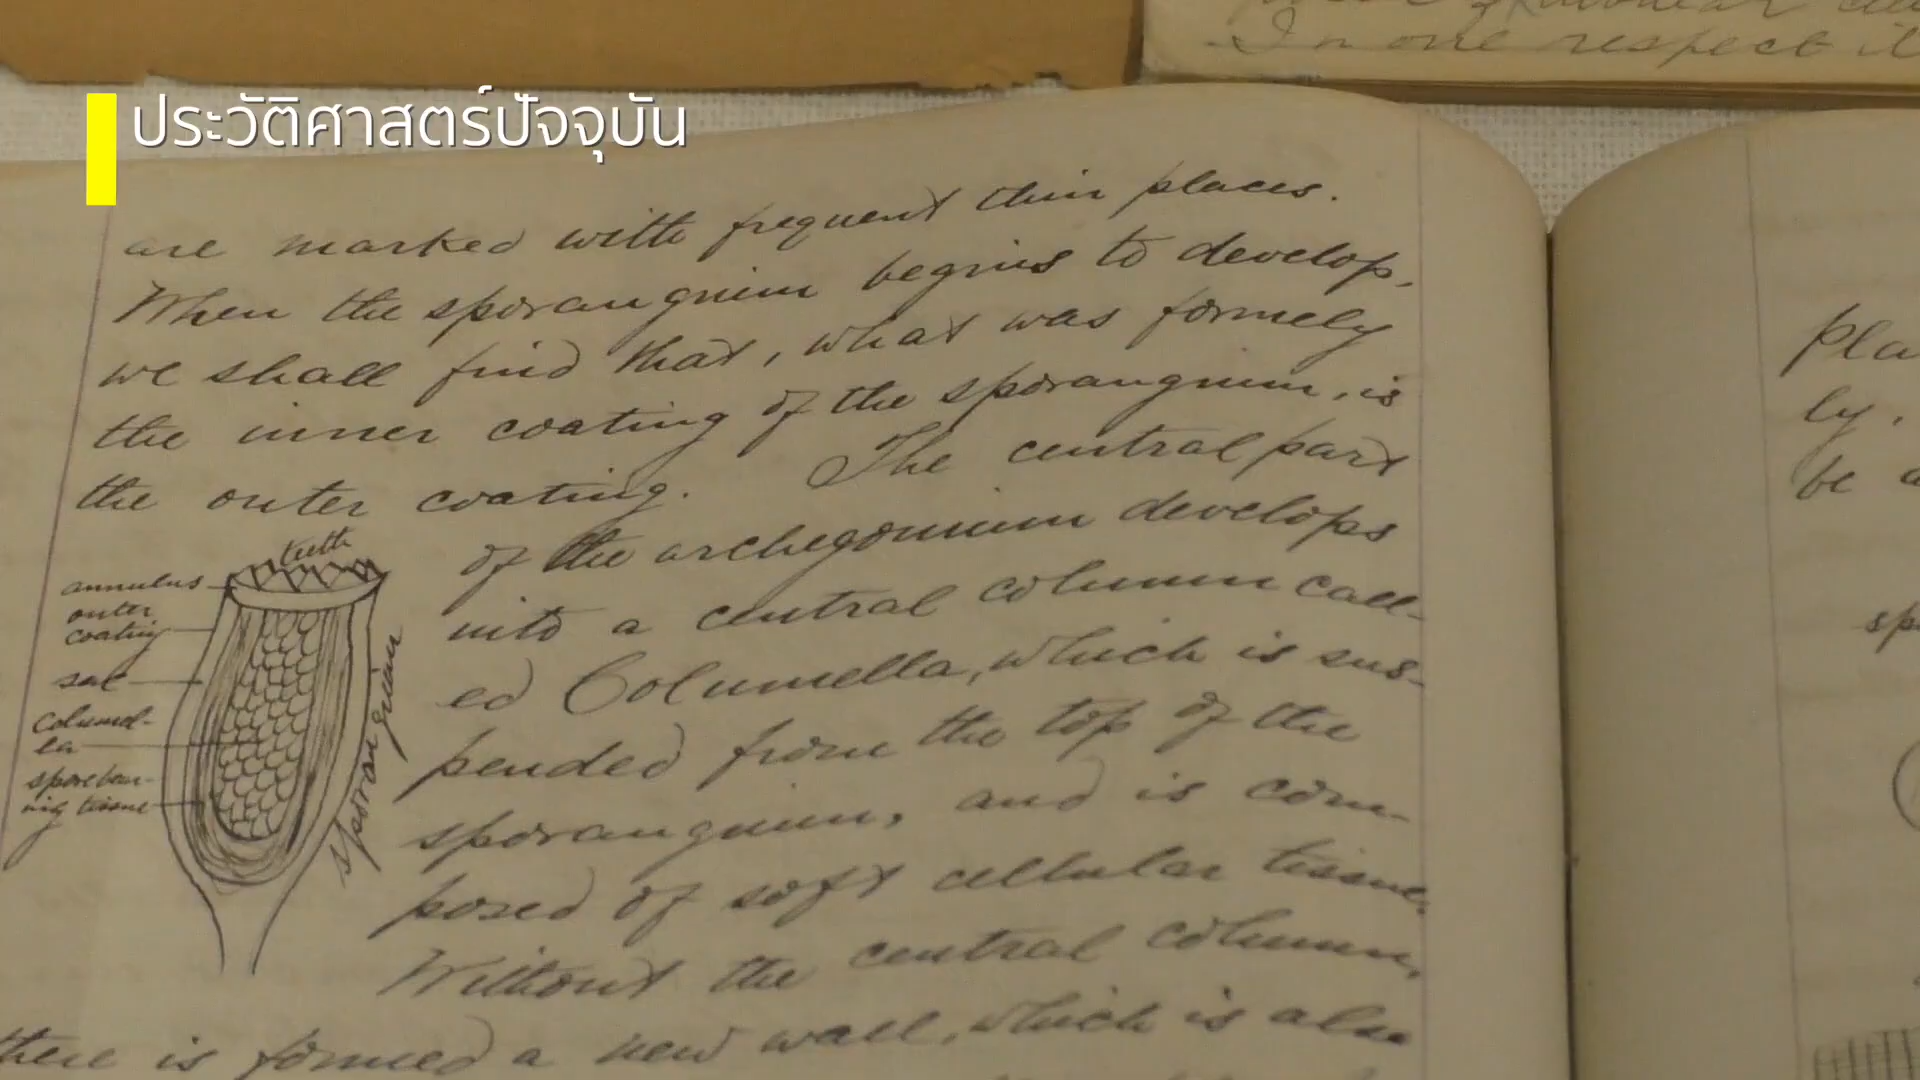 In one respect it
ประวัติศาสตร์ปัจจุบัน
are marked with frequent thin places.
When the sporangium begins to develop,
we shall find that, what was formely
the inner coating of the sporangium, is
the outer coating. The central part
of the archegonium develops
into a central column call-
ed Columella, which is sus-
pended from the top of the
sporangium, and is com-
posed of soft cellular tissue.
Without the central column,
there is formed a new wall, which is also
teeth
annulus
outer
coating
sac
columel-
la
spore bear-
ing tissue
sporangium
pla
ly.
be a
sp